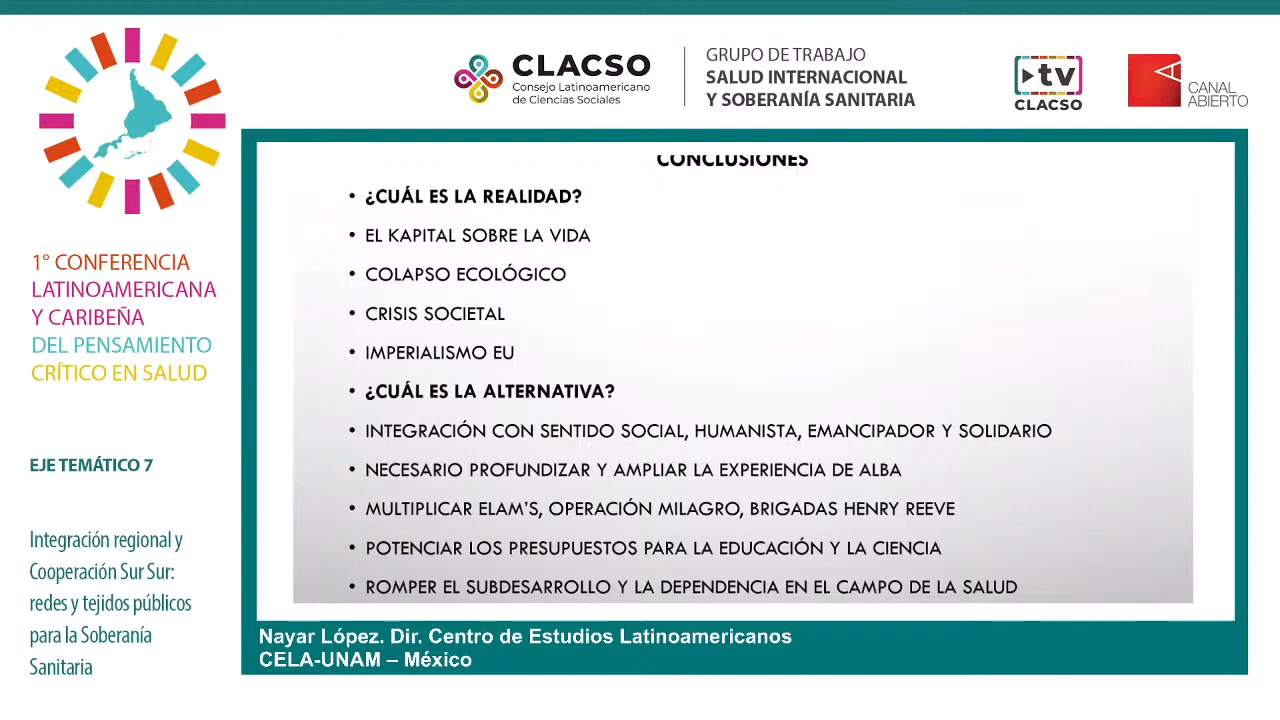 CLACSO
Consejo Latinoamericano
de Ciencias Sociales
GRUPO DE TRABAJO
SALUD INTERNACIONAL
Y SOBERANÍA SANITARIA
tv
CLACSO
CANAL
ABIERTO
1° CONFERENCIA
LATINOAMERICANA
Y CARIBEÑA
DEL PENSAMIENTO
CRÍTICO EN SALUD
EJE TEMÁTICO 7
Integración regional y
Cooperación Sur Sur:
redes y tejidos públicos
para la Soberanía
Sanitaria
CONCLUSIONES
• ¿CUÁL ES LA REALIDAD?
• EL KAPITAL SOBRE LA VIDA
• COLAPSO ECOLÓGICO
• CRISIS SOCIETAL
• IMPERIALISMO EU
• ¿CUÁL ES LA ALTERNATIVA?
• INTEGRACIÓN CON SENTIDO SOCIAL, HUMANISTA, EMANCIPADOR Y SOLIDARIO
• NECESARIO PROFUNDIZAR Y AMPLIAR LA EXPERIENCIA DE ALBA
• MULTIPLICAR ELAM'S, OPERACIÓN MILAGRO, BRIGADAS HENRY REEVE
• POTENCIAR LOS PRESUPUESTOS PARA LA EDUCACIÓN Y LA CIENCIA
• ROMPER EL SUBDESARROLLO Y LA DEPENDENCIA EN EL CAMPO DE LA SALUD
Nayar López. Dir. Centro de Estudios Latinoamericanos
CELA-UNAM – México